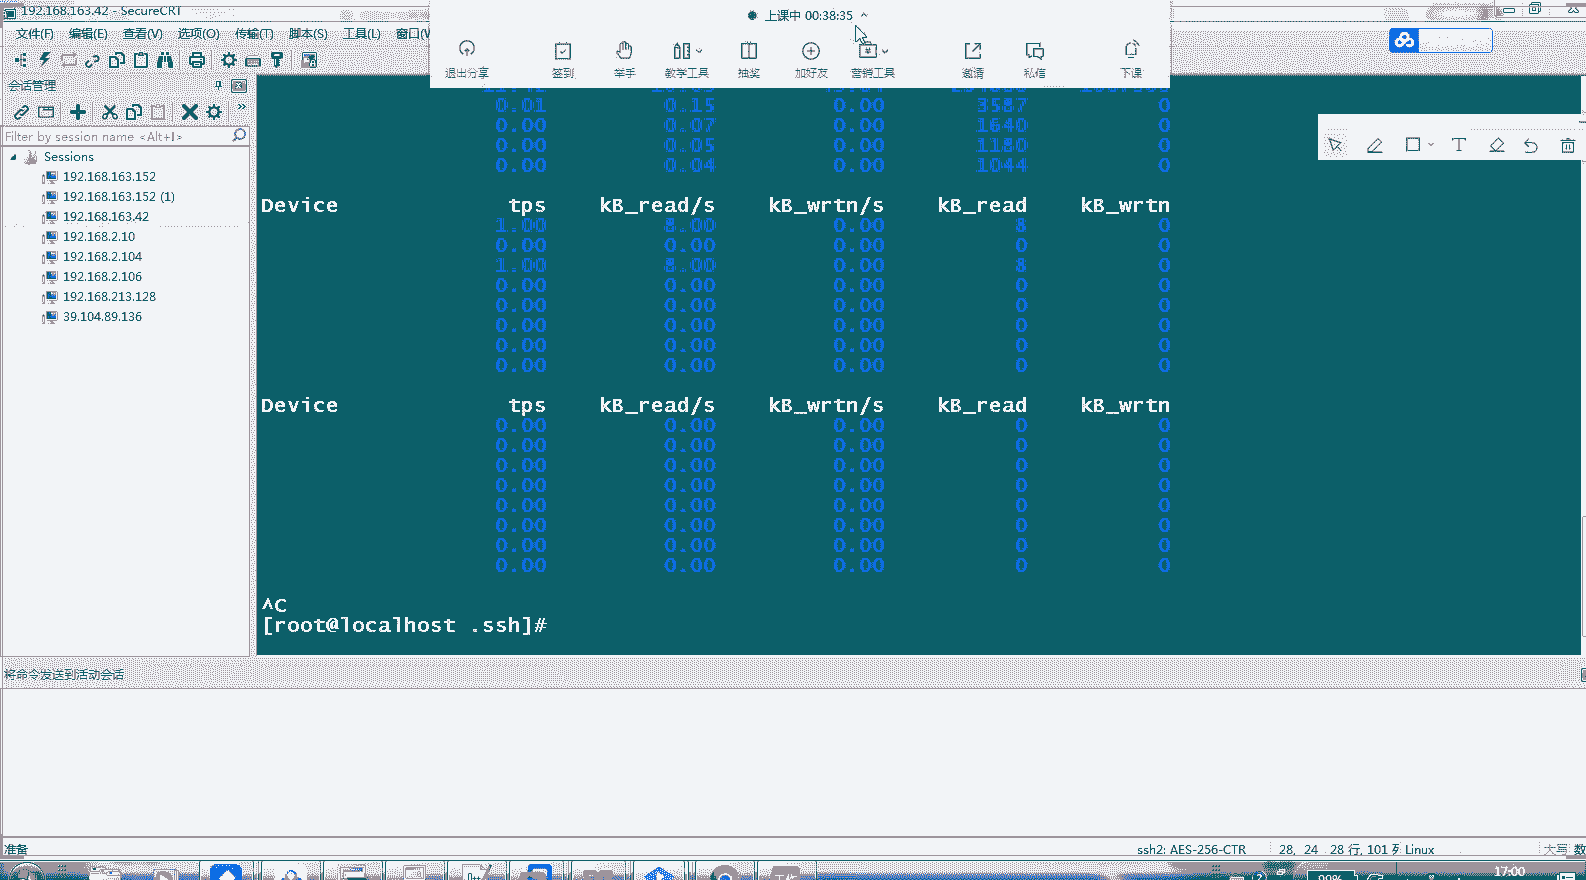 192.168.163.42 - SecureCRT
上课中 00:38:35
文件(F) 编辑(E) 查看(V) 选项(O) 传输(T) 脚本(S) 工具(L) 窗口(V
退出分享 签到 举手 教学工具 抽奖 加好友 营销工具 邀请 私信 下课
会话管理
Filter by session name <Alt+I>
Sessions
192.168.163.152
192.168.163.152 (1)
192.168.163.42
192.168.2.10
192.168.2.104
192.168.2.106
192.168.213.128
39.104.89.136
0.01 0.15 0.00 3587 0
0.00 0.07 0.00 1640 0
0.00 0.05 0.00 1180 0
0.00 0.04 0.00 1044 0
Device tps kB_read/s kB_wrtn/s kB_read kB_wrtn
1.00 8.00 0.00 8 0
0.00 0.00 0.00 0 0
1.00 8.00 0.00 8 0
0.00 0.00 0.00 0 0
0.00 0.00 0.00 0 0
0.00 0.00 0.00 0 0
0.00 0.00 0.00 0 0
0.00 0.00 0.00 0 0
Device tps kB_read/s kB_wrtn/s kB_read kB_wrtn
0.00 0.00 0.00 0 0
0.00 0.00 0.00 0 0
0.00 0.00 0.00 0 0
0.00 0.00 0.00 0 0
0.00 0.00 0.00 0 0
0.00 0.00 0.00 0 0
0.00 0.00 0.00 0 0
0.00 0.00 0.00 0 0
^C
[root@localhost .ssh]#
将命令发送到活动会话
准备
ssh2: AES-256-CTR 28, 24 28 行, 101 列 Linux 大写 数
99%
17:00